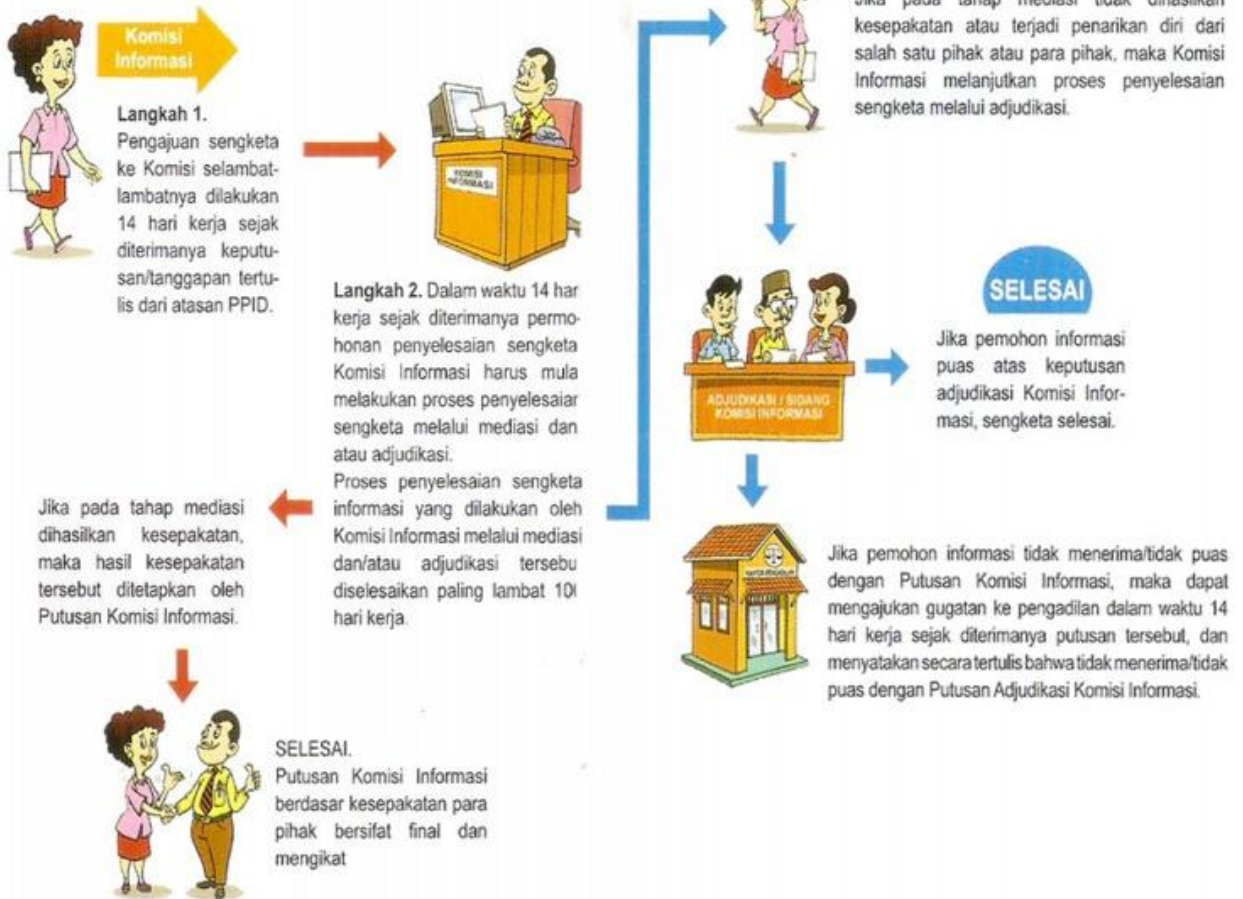 Komisi
Informasi
Langkah 1.
Pengajuan sengketa
ke Komisi selambat-
lambatnya dilakukan
14 hari kerja sejak
diterimanya keputu-
san/tanggapan tertu-
lis dari atasan PPID.
KOMISI
INFORMASI
Langkah 2. Dalam waktu 14 har
kerja sejak diterimanya permo-
honan penyelesaian sengketa
Komisi Informasi harus mula
melakukan proses penyelesaiar
sengketa melalui mediasi dan
atau adjudikasi.
Proses penyelesaian sengketa
informasi yang dilakukan oleh
Komisi Informasi melalui mediasi
dan/atau adjudikasi tersebu
diselesaikan paling lambat 10
hari kerja.
Jika pada tahap mediasi
dihasilkan kesepakatan,
maka hasil kesepakatan
tersebut ditetapkan oleh
Putusan Komisi Informasi.
SELESAI.
Putusan Komisi Informasi
berdasar kesepakatan para
pihak bersifat final dan
mengikat
Jika pada tahap mediasi tidak dihasilkan
kesepakatan atau terjadi penarikan diri dari
salah satu pihak atau para pihak, maka Komisi
Informasi melanjutkan proses penyelesaian
sengketa melalui adjudikasi.
ADJUDIKASI / SIDANG
KOMISI INFORMASI
SELESAI
Jika pemohon informasi
puas atas keputusan
adjudikasi Komisi Infor-
masi, sengketa selesai.
Jika pemohon informasi tidak menerima/tidak puas
dengan Putusan Komisi Informasi, maka dapat
mengajukan gugatan ke pengadilan dalam waktu 14
hari kerja sejak diterimanya putusan tersebut, dan
menyatakan secara tertulis bahwa tidak menerima/tidak
puas dengan Putusan Adjudikasi Komisi Informasi.